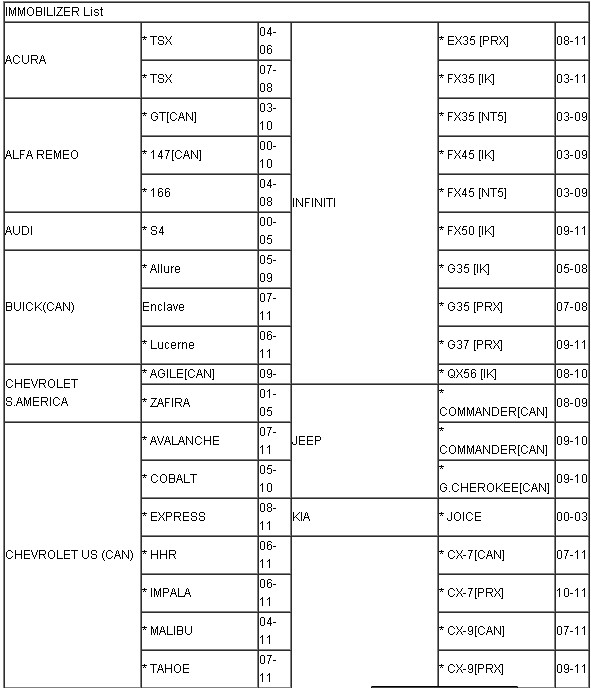 IMMOBILIZER List
ACURA
* TSX
04-
06
* TSX
07-
08
ALFA REMEO
* GT[CAN]
03-
10
* 147[CAN]
00-
10
* 166
04-
08
AUDI
* S4
00-
05
BUICK(CAN)
* Allure
05-
09
Enclave
07-
11
* Lucerne
06-
11
CHEVROLET
S.AMERICA
* AGILE[CAN]
09-
* ZAFIRA
01-
05
CHEVROLET US (CAN)
* AVALANCHE
07-
11
* COBALT
05-
10
* EXPRESS
08-
11
* HHR
06-
11
* IMPALA
06-
11
* MALIBU
04-
11
* TAHOE
07-
11
INFINITI
* EX35 [PRX]
08-11
* FX35 [IK]
03-11
* FX35 [NT5]
03-09
* FX45 [IK]
03-09
* FX45 [NT5]
03-09
* FX50 [IK]
09-11
* G35 [IK]
05-08
* G35 [PRX]
07-08
* G37 [PRX]
09-11
* QX56 [IK]
08-10
JEEP
*
COMMANDER[CAN]
08-09
*
COMMANDER[CAN]
09-10
*
G.CHEROKEE[CAN]
09-10
KIA
* JOICE
00-03
* CX-7[CAN]
07-11
* CX-7[PRX]
10-11
* CX-9[CAN]
07-11
* CX-9[PRX]
09-11